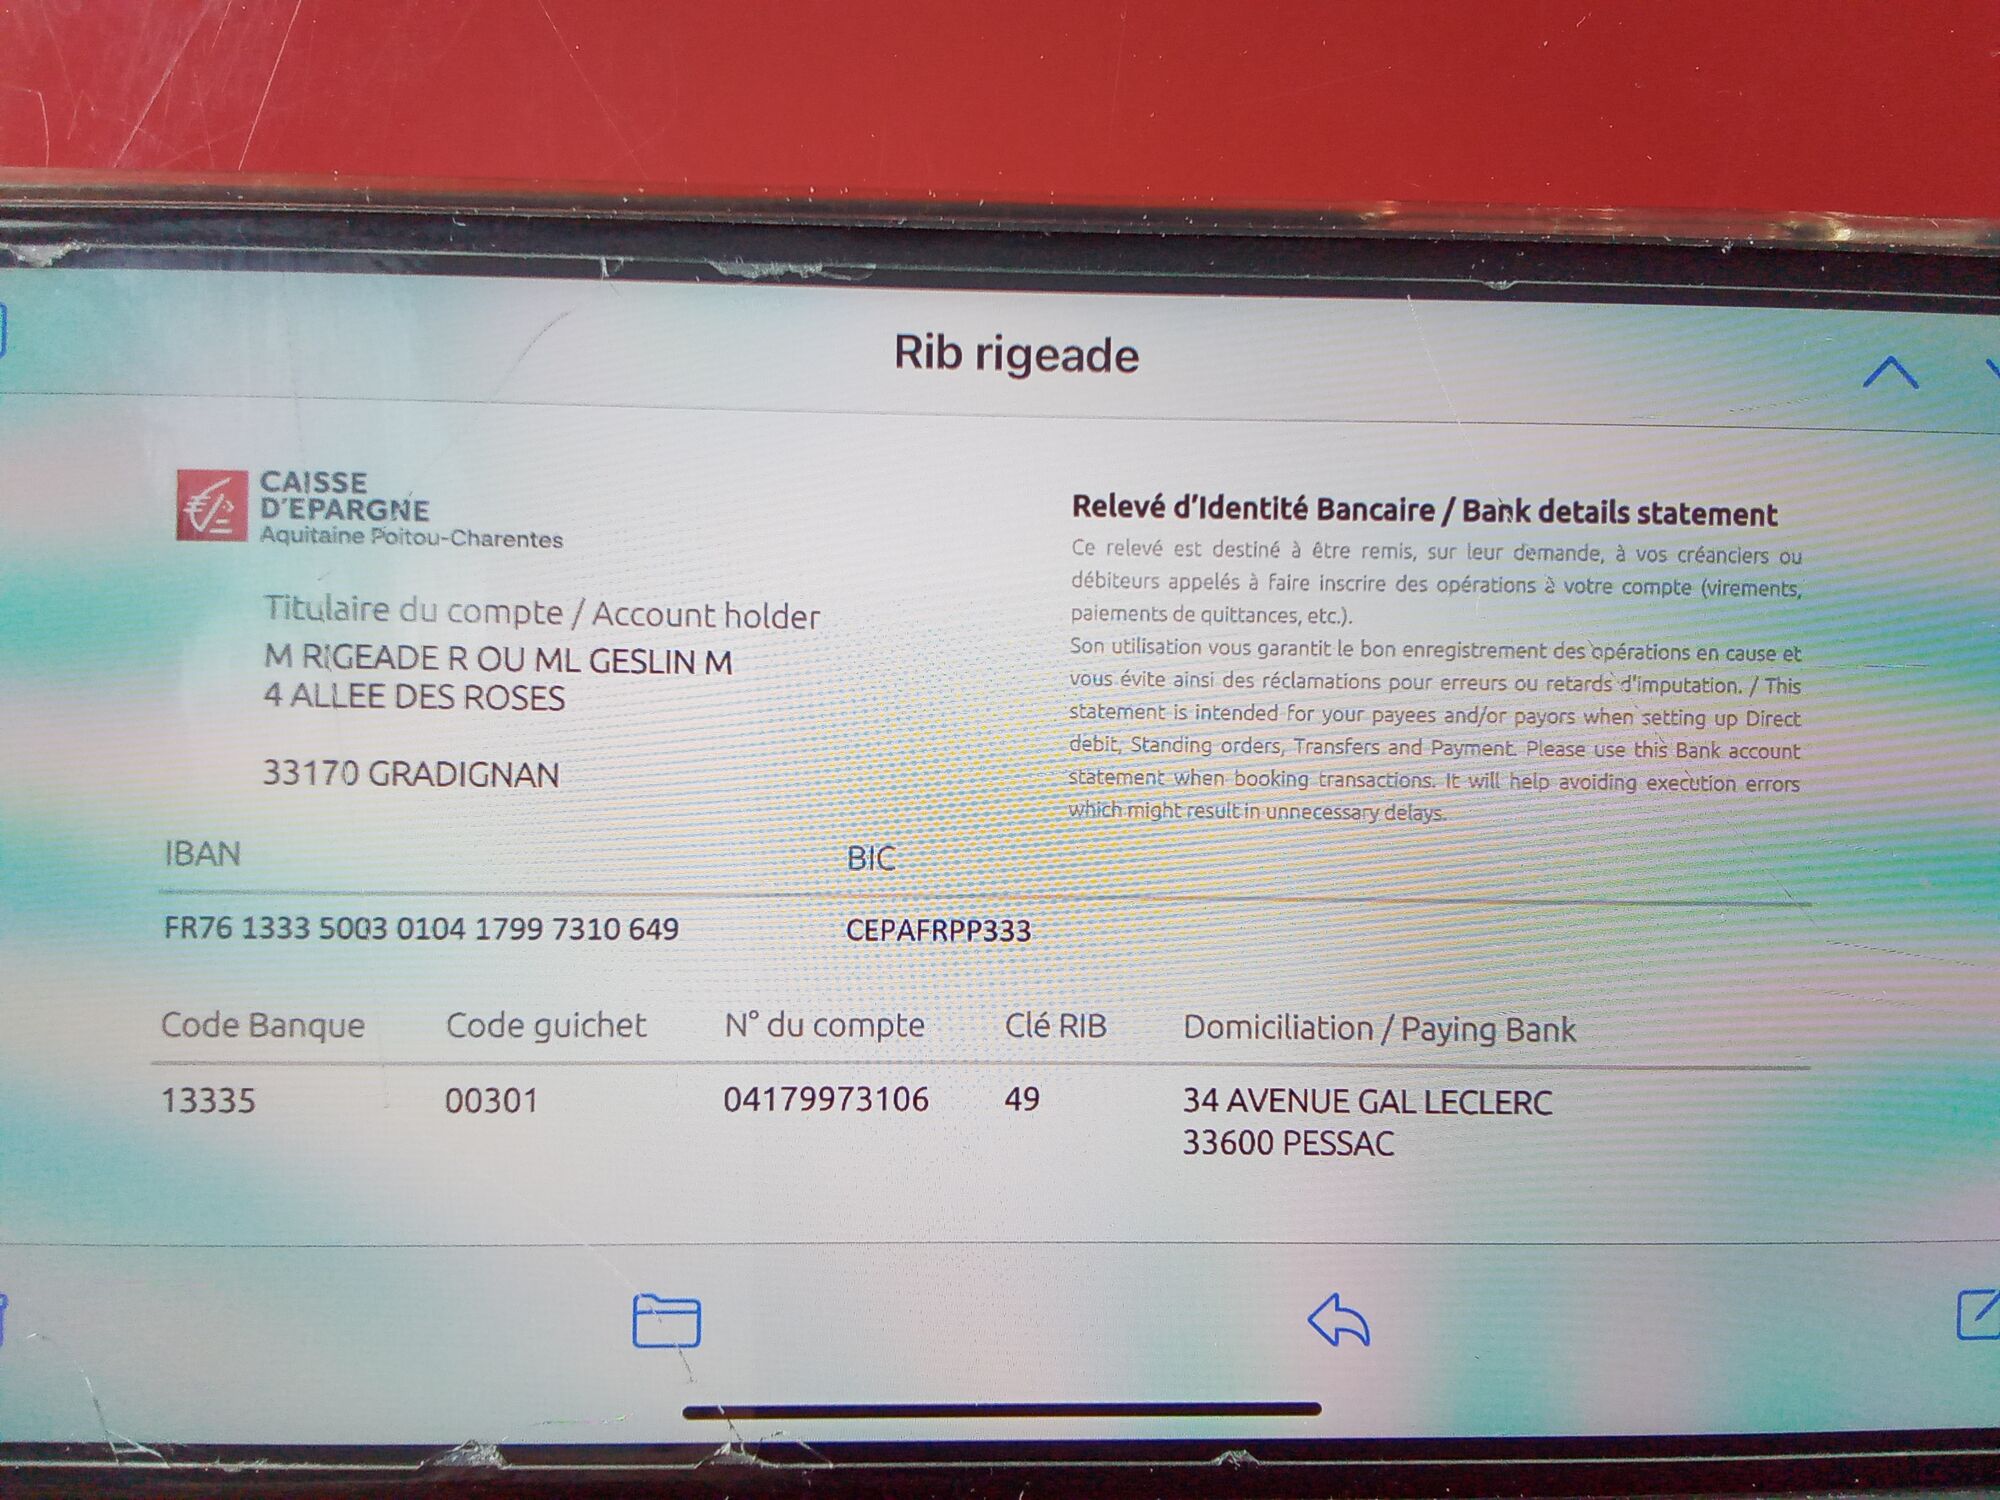 Rib rigeade
CAISSE
D'EPARGNE
Aquitaine Poitou-Charentes
Relevé d'Identité Bancaire / Bank details statement
Ce relevé est destiné à être remis, sur leur demande, à vos créanciers ou
débiteurs appelés à faire inscrire des opérations à votre compte (virements,
paiements de quittances, etc.).
Son utilisation vous garantit le bon enregistrement des opérations en cause et
vous évite ainsi des réclamations pour erreurs ou retards d'imputation. / This
statement is intended for your payees and/or payors when setting up Direct
debit, Standing orders, Transfers and Payment. Please use this Bank account
statement when booking transactions. It will help avoiding execution errors
which might result in unnecessary delays.
Titulaire du compte / Account holder
M RIGEADE R OU ML GESLIN M
4 ALLEE DES ROSES
33170 GRADIGNAN
IBAN BIC
FR76 1333 5003 0104 1799 7310 649 CEPAFRPP333
Code Banque Code guichet N° du compte Clé RIB Domiciliation / Paying Bank
13335 00301 04179973106 49 34 AVENUE GAL LECLERC
33600 PESSAC